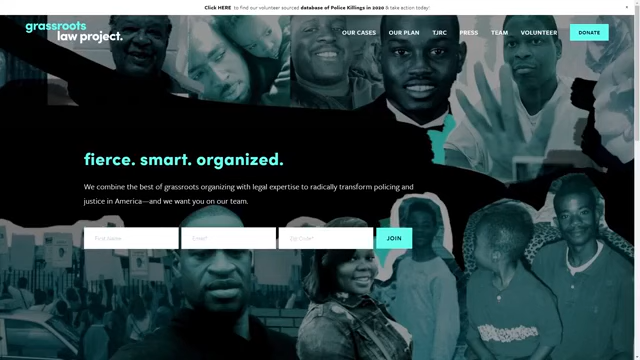 Click HERE to find our volunteer sourced database of Police Killings in 2020 & take action today!
grassroots
law project.
OUR CASES OUR PLAN TJRC PRESS TEAM VOLUNTEER DONATE
fierce. smart. organized.
We combine the best of grassroots organizing with legal expertise to radically transform policing and
justice in America—and we want you on our team.
First Name Email* Zip Code* JOIN